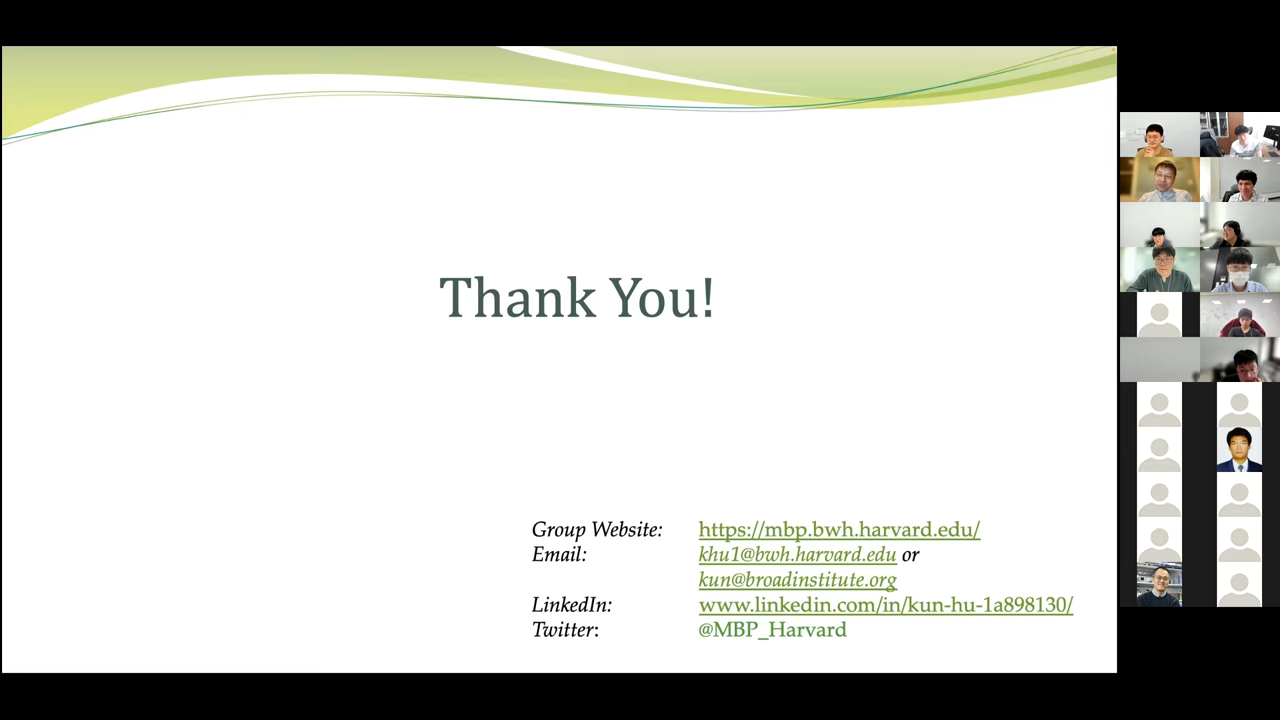 Thank You!
Group Website: https://mbp.bwh.harvard.edu/
Email: khu1@bwh.harvard.edu or
kun@broadinstitute.org
LinkedIn: www.linkedin.com/in/kun-hu-1a898130/
Twitter: @MBP_Harvard